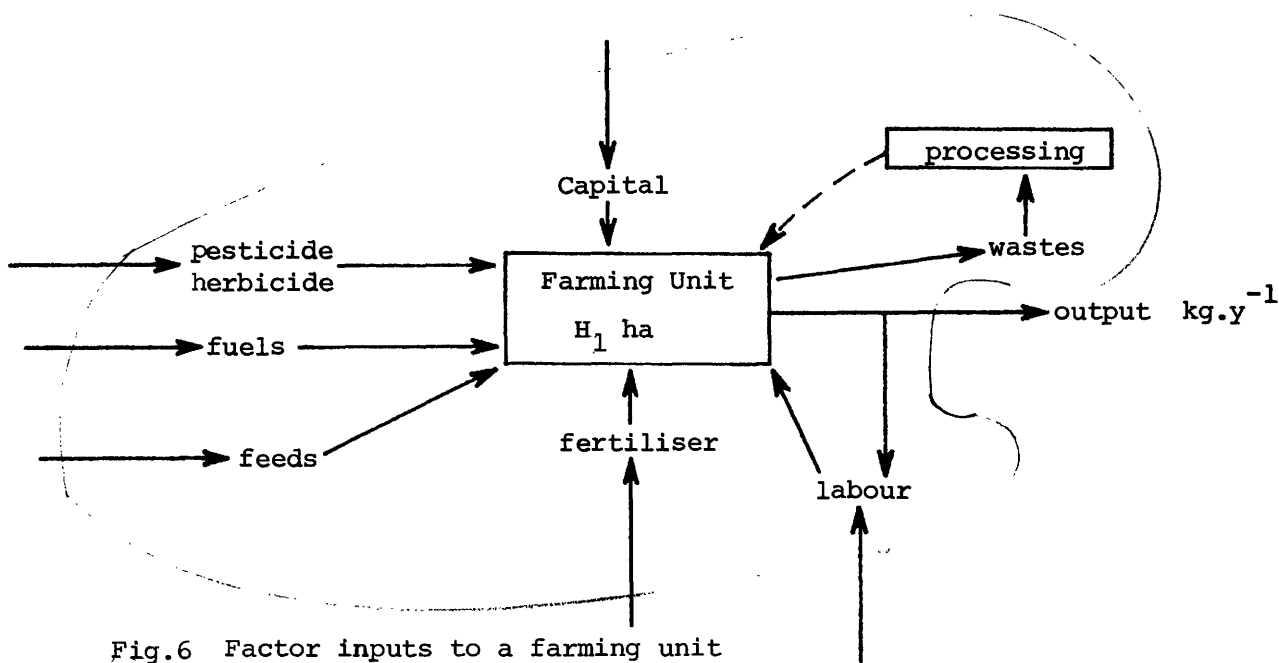 processing
Capital
wastes
pesticide
herbicide
Farming Unit
H₁ ha
output kg.y⁻¹
fuels
fertiliser
feeds
labour
Fig.6 Factor inputs to a farming unit